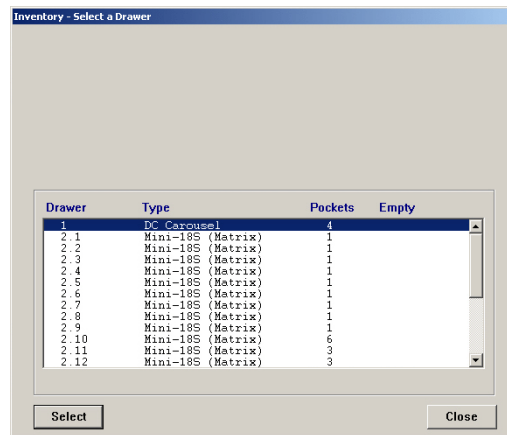 Inventory - Select a Drawer
Drawer Type Pockets Empty
1 DC Carousel 4
2.1 Mini-18S (Matrix) 1
2.2 Mini-18S (Matrix) 1
2.3 Mini-18S (Matrix) 1
2.4 Mini-18S (Matrix) 1
2.5 Mini-18S (Matrix) 1
2.6 Mini-18S (Matrix) 1
2.7 Mini-18S (Matrix) 1
2.8 Mini-18S (Matrix) 1
2.9 Mini-18S (Matrix) 1
2.10 Mini-18S (Matrix) 6
2.11 Mini-18S (Matrix) 3
2.12 Mini-18S (Matrix) 3
Select Close